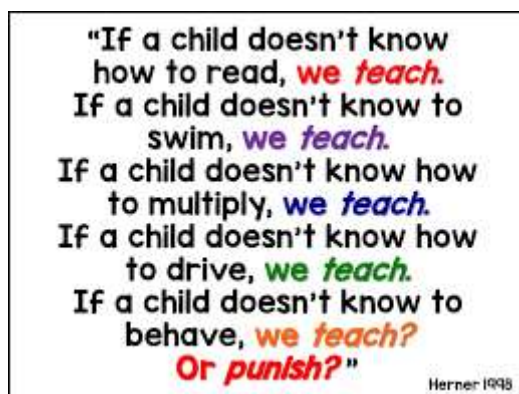 "If a child doesn't know
how to read, we teach.
If a child doesn't know to
swim, we teach.
If a child doesn't know how
to multiply, we teach.
If a child doesn't know how
to drive, we teach.
If a child doesn't know to
behave, we teach?
Or punish?"
Herner 1998